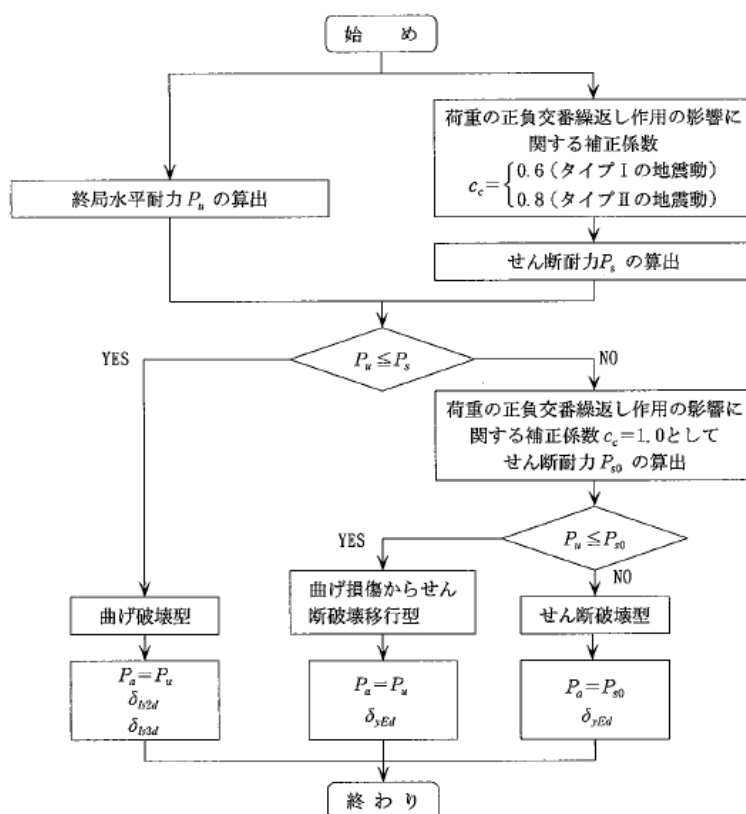 始 め
荷重の正負交番繰返し作用の影響に
関する補正係数
c_c={0.6(タイプⅠの地震動)
0.8(タイプⅡの地震動)
終局水平耐力 P_u の算出
せん断耐力P_s の算出
P_u≦P_s
YES
NO
荷重の正負交番繰返し作用の影響に
関する補正係数 c_c=1.0として
せん断耐力 P_s0 の算出
P_u≦P_s0
YES
NO
曲げ破壊型
曲げ損傷からせん
断破壊移行型
せん断破壊型
P_a=P_u
δ_ls2d
δ_ls3d
P_a=P_u
δ_yEd
P_a=P_s0
δ_yEd
終わり